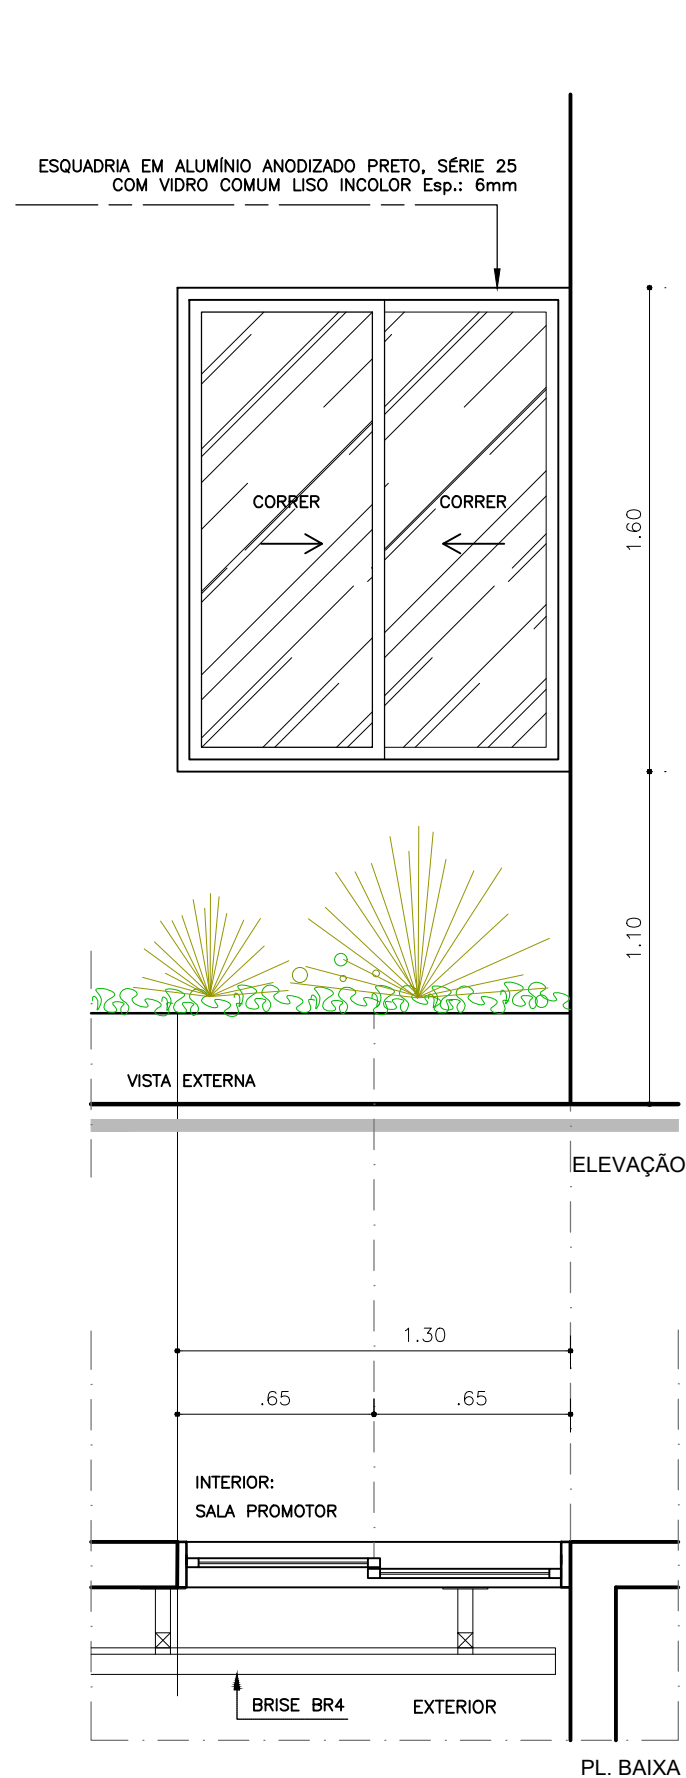 ESQUADRIA EM ALUMÍNIO ANODIZADO PRETO, SÉRIE 25
COM VIDRO COMUM LISO INCOLOR Esp.: 6mm
CORRER
CORRER
1.60
1.10
VISTA EXTERNA
ELEVAÇÃO
1.30
.65
.65
INTERIOR:
SALA PROMOTOR
BRISE BR4
EXTERIOR
PL. BAIXA